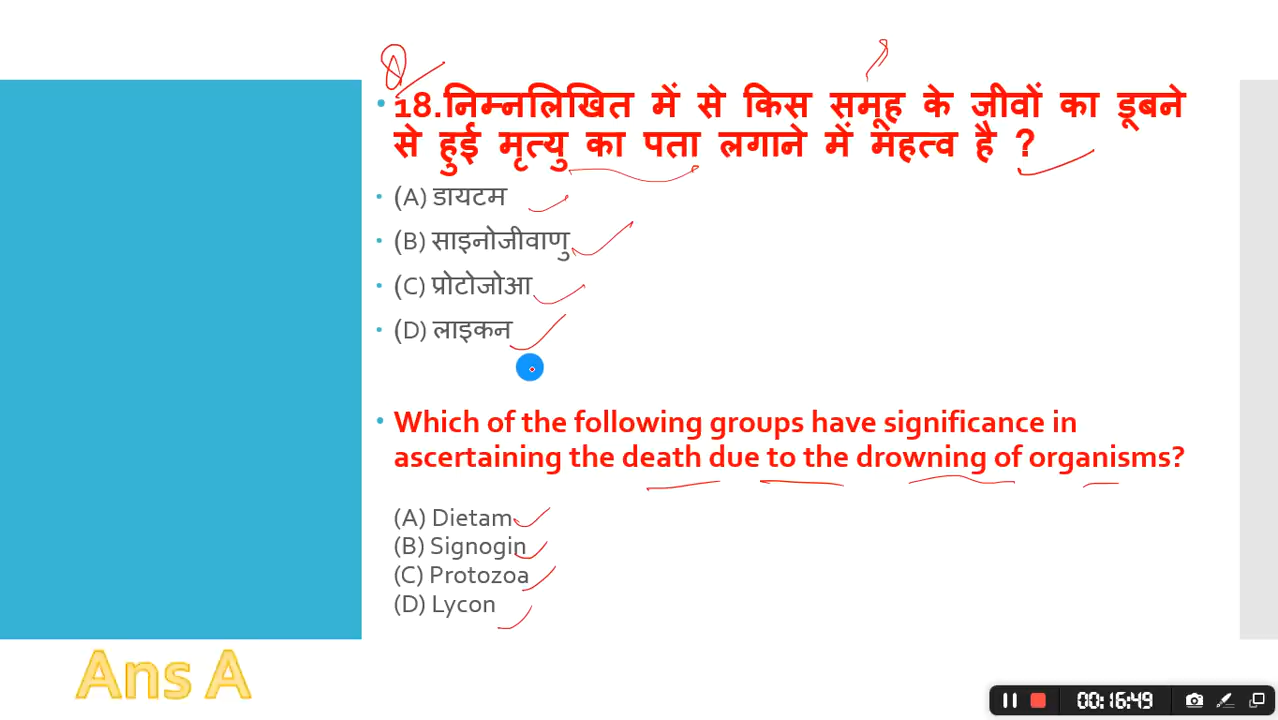 18.निम्नलिखित में से किस समूह के जीवों का डूबने
से हुई मृत्यु का पता लगाने में महत्व है ?
(A) डायटम
(B) साइनोजीवाणु
(C) प्रोटोजोआ
(D) लाइकन
Which of the following groups have significance in
ascertaining the death due to the drowning of organisms?
(A) Dietam
(B) Signogin
(C) Protozoa
(D) Lycon
Ans A
00:16:49